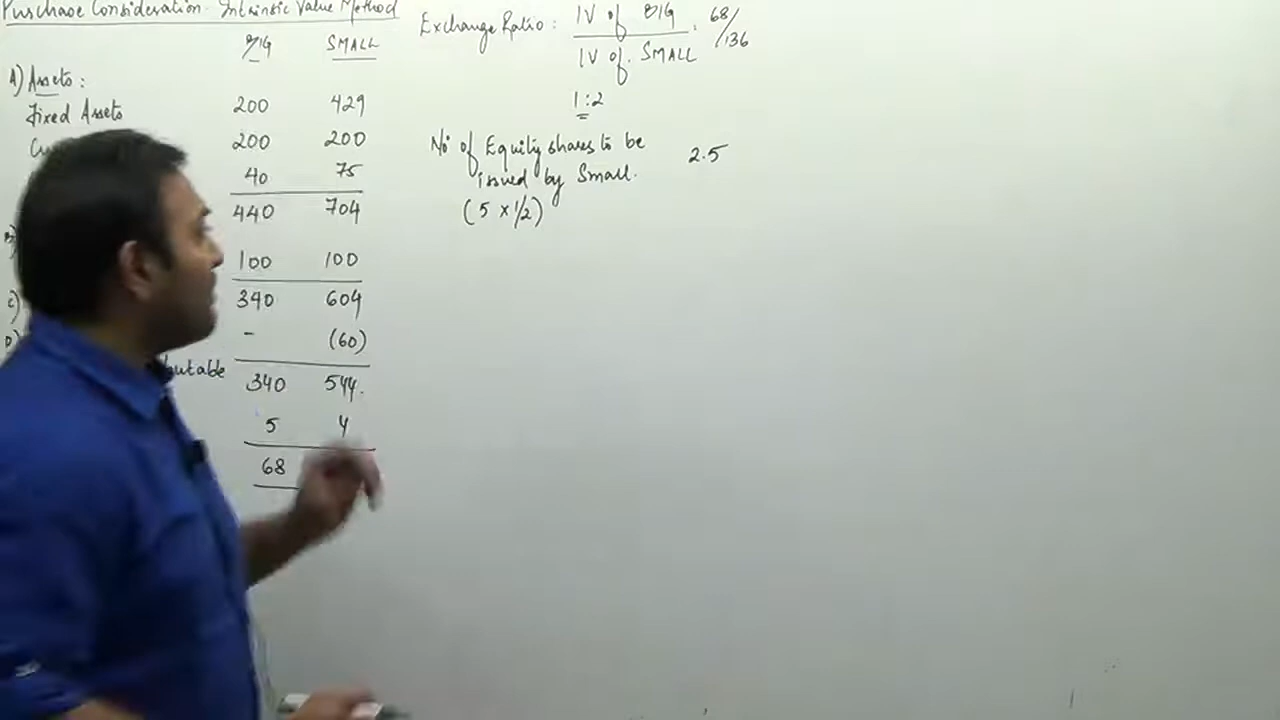 Purchase Consideration - Intrinsic Value Method
BIG SMALL
A) Assets:
Fixed Assets 200 429
200 200
40 75
440 704
B)
100 100
C) 340 604
D) - (60)
butable 340 544
5 4
68
Exchange Ratio: IV of BIG 68/136
IV of SMALL
1:2
No of Equity shares to be
issued by Small. 2.5
(5 x 1/2)